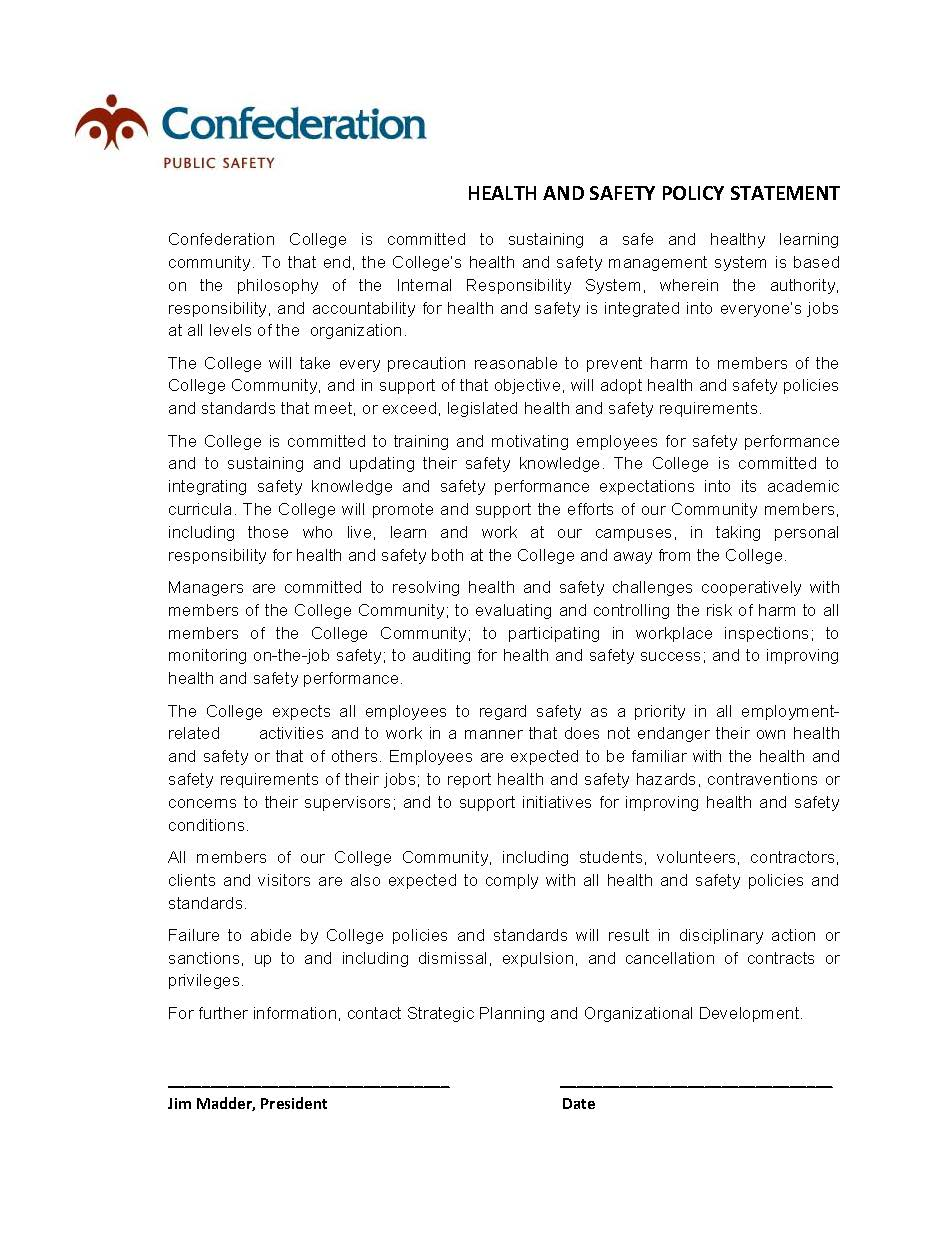 Confederation
PUBLIC SAFETY
HEALTH AND SAFETY POLICY STATEMENT
Confederation College is committed to sustaining a safe and healthy learning
community. To that end, the College's health and safety management system is based
on the philosophy of the Internal Responsibility System, wherein the authority,
responsibility, and accountability for health and safety is integrated into everyone's jobs
at all levels of the organization.
The College will take every precaution reasonable to prevent harm to members of the
College Community, and in support of that objective, will adopt health and safety policies
and standards that meet, or exceed, legislated health and safety requirements.
The College is committed to training and motivating employees for safety performance
and to sustaining and updating their safety knowledge. The College is committed to
integrating safety knowledge and safety performance expectations into its academic
curricula. The College will promote and support the efforts of our Community members,
including those who live, learn and work at our campuses, in taking personal
responsibility for health and safety both at the College and away from the College.
Managers are committed to resolving health and safety challenges cooperatively with
members of the College Community; to evaluating and controlling the risk of harm to all
members of the College Community; to participating in workplace inspections; to
monitoring on-the-job safety; to auditing for health and safety success; and to improving
health and safety performance.
The College expects all employees to regard safety as a priority in all employment-
related activities and to work in a manner that does not endanger their own health
and safety or that of others. Employees are expected to be familiar with the health and
safety requirements of their jobs; to report health and safety hazards, contraventions or
concerns to their supervisors; and to support initiatives for improving health and safety
conditions.
All members of our College Community, including students, volunteers, contractors,
clients and visitors are also expected to comply with all health and safety policies and
standards.
Failure to abide by College policies and standards will result in disciplinary action or
sanctions, up to and including dismissal, expulsion, and cancellation of contracts or
privileges.
For further information, contact Strategic Planning and Organizational Development.
Jim Madder, President Date